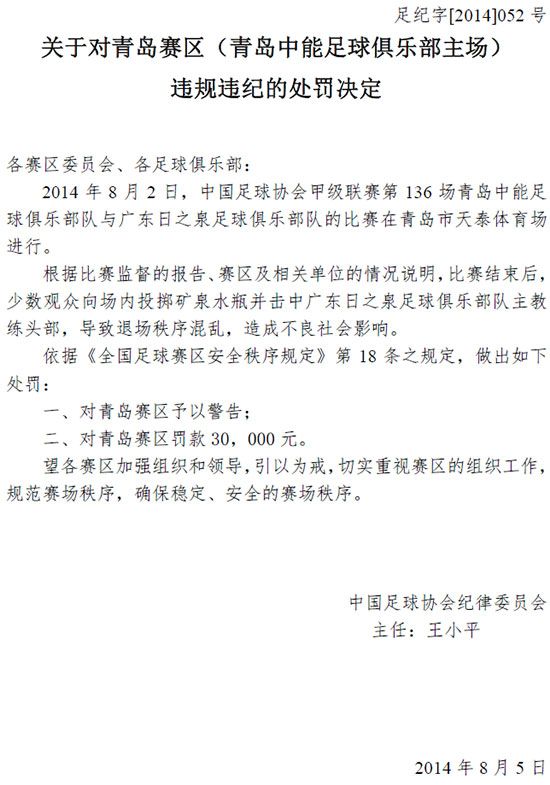 足纪字[2014]052 号
关于对青岛赛区（青岛中能足球俱乐部主场）
违规违纪的处罚决定
各赛区委员会、各足球俱乐部：
2014 年 8 月 2 日，中国足球协会甲级联赛第 136 场青岛中能足
球俱乐部队与广东日之泉足球俱乐部队的比赛在青岛市天泰体育场
进行。
根据比赛监督的报告、赛区及相关单位的情况说明，比赛结束后，
少数观众向场内投掷矿泉水瓶并击中广东日之泉足球俱乐部队主教
练头部，导致退场秩序混乱，造成不良社会影响。
依据《全国足球赛区安全秩序规定》第 18 条之规定，做出如下
处罚：
一、对青岛赛区予以警告；
二、对青岛赛区罚款 30，000 元。
望各赛区加强组织和领导，引以为戒，切实重视赛区的组织工作，
规范赛场秩序，确保稳定、安全的赛场秩序。
中国足球协会纪律委员会
主任：王小平
2014 年 8 月 5 日